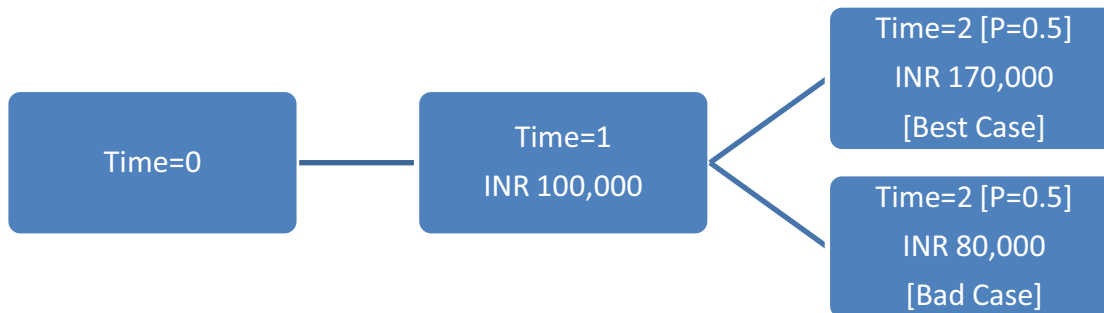 Time=0
Time=1
INR 100,000
Time=2 [P=0.5]
INR 170,000
[Best Case]
Time=2 [P=0.5]
INR 80,000
[Bad Case]